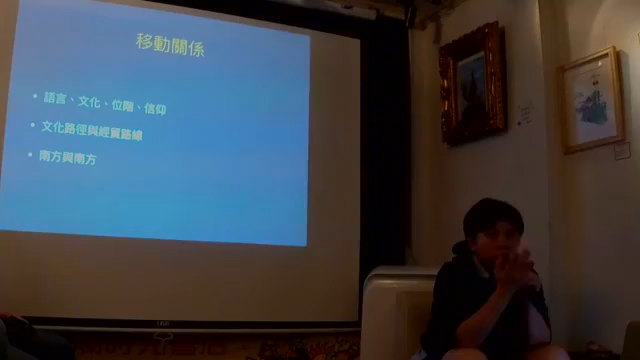 移動關係
• 語言、文化、位階、信仰
• 文化路徑與經貿路線
• 南方與南方